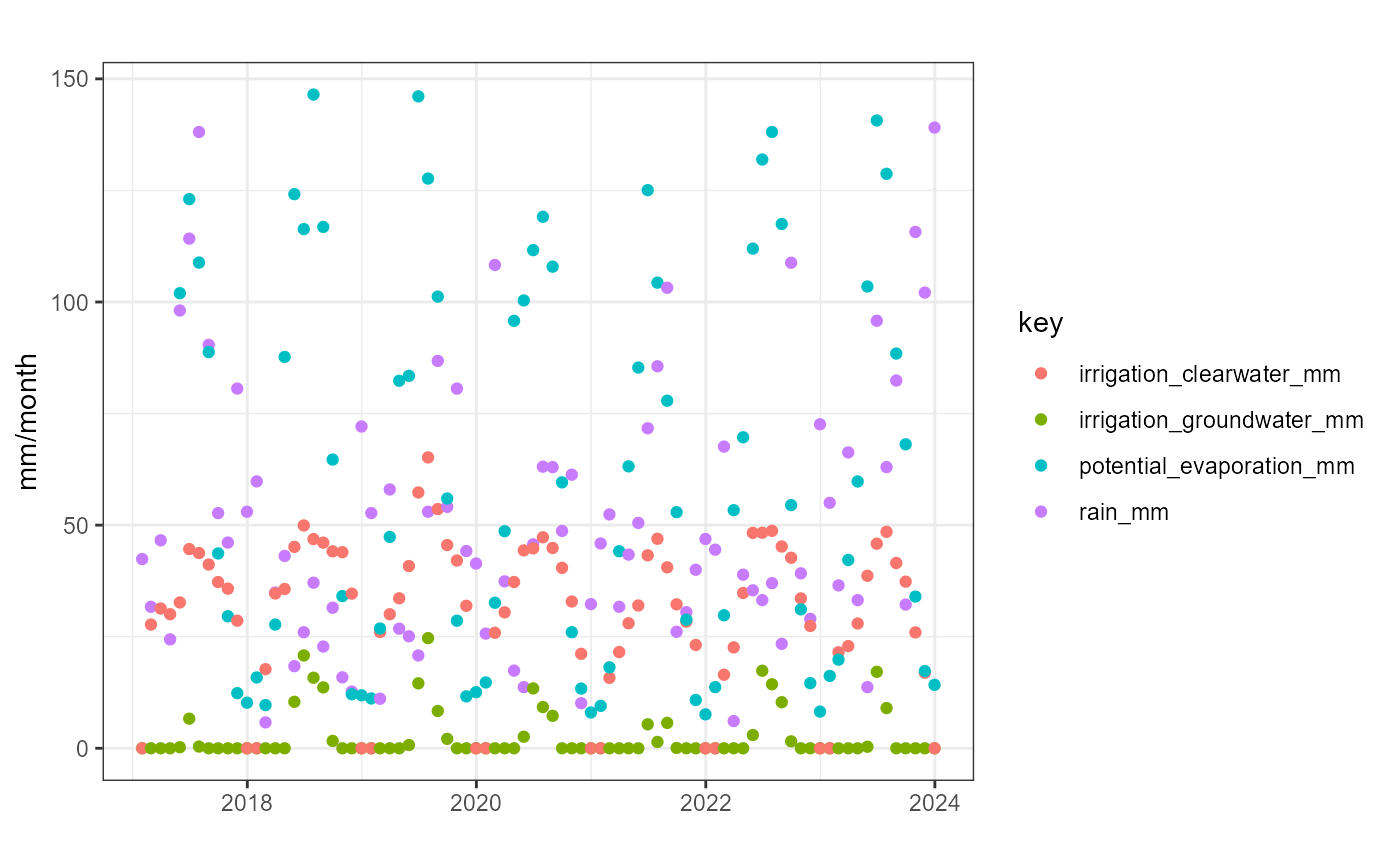 150
100
50
0
mm/month
2018
2020
2022
2024
key
irrigation_clearwater_mm
irrigation_groundwater_mm
potential_evaporation_mm
rain_mm